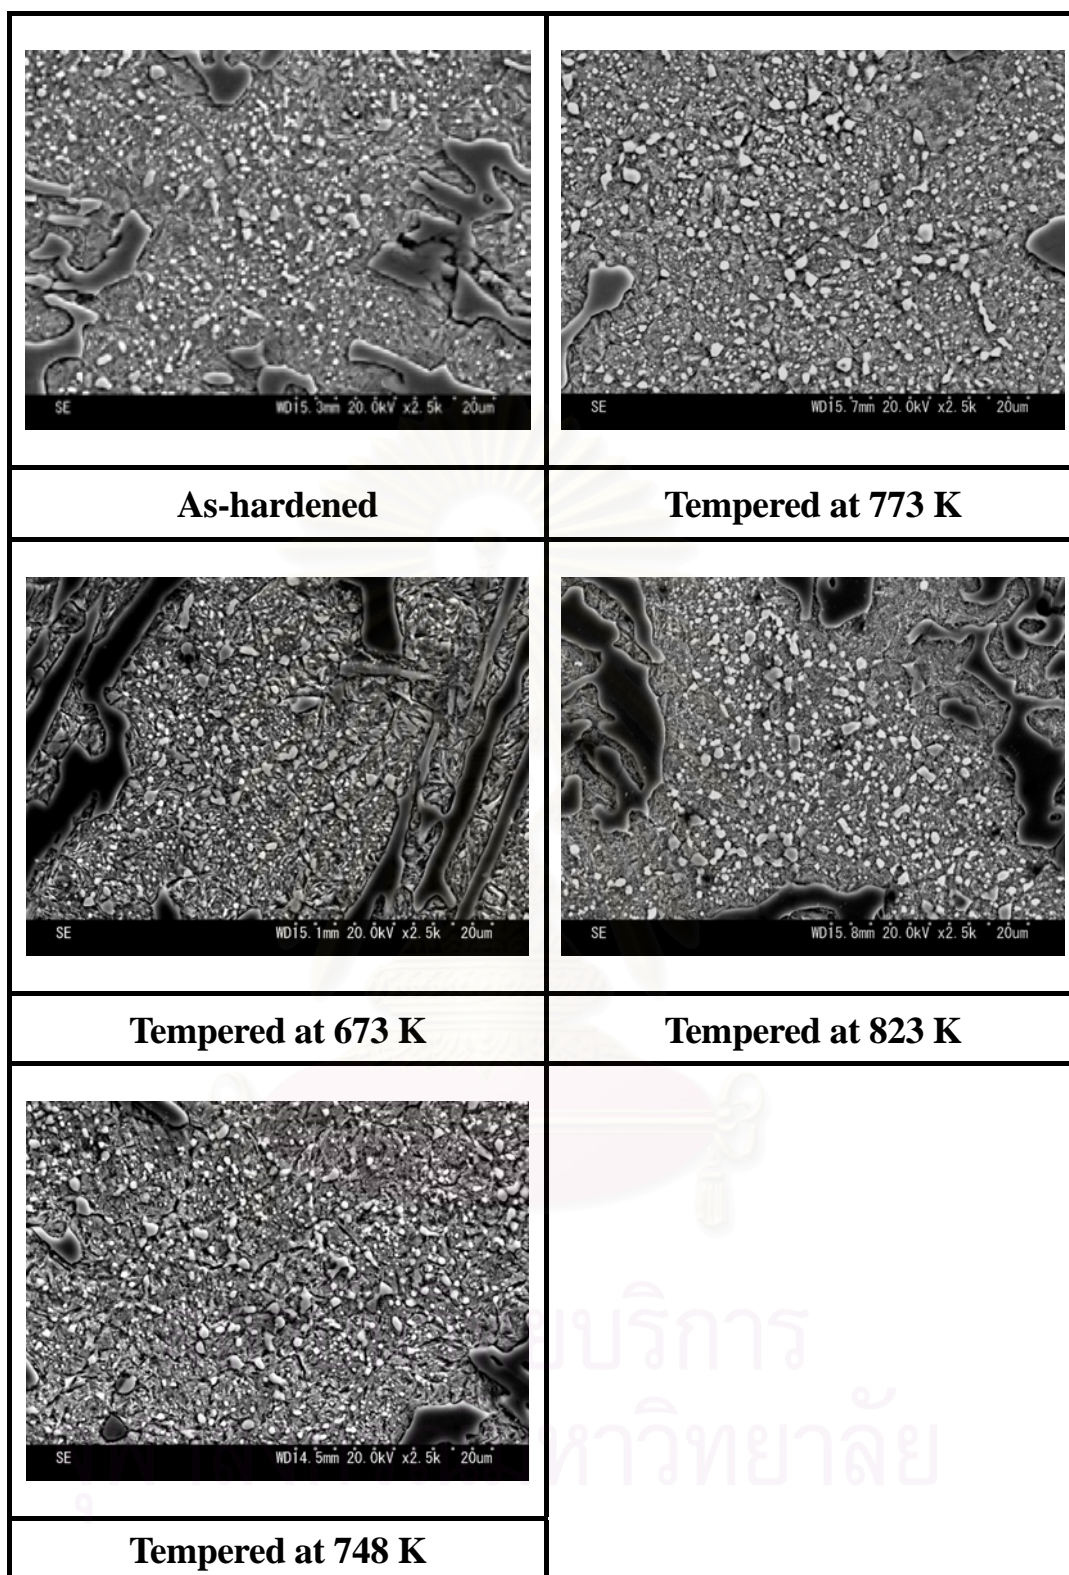 SE WD15.3mm 20.0kV x2.5k 20um
SE WD15.7mm 20.0kV x2.5k 20um
As-hardened
Tempered at 773 K
SE WD15.1mm 20.0kV x2.5k 20um
SE WD15.8mm 20.0kV x2.5k 20um
Tempered at 673 K
Tempered at 823 K
SE WD14.5mm 20.0kV x2.5k 20um
Tempered at 748 K